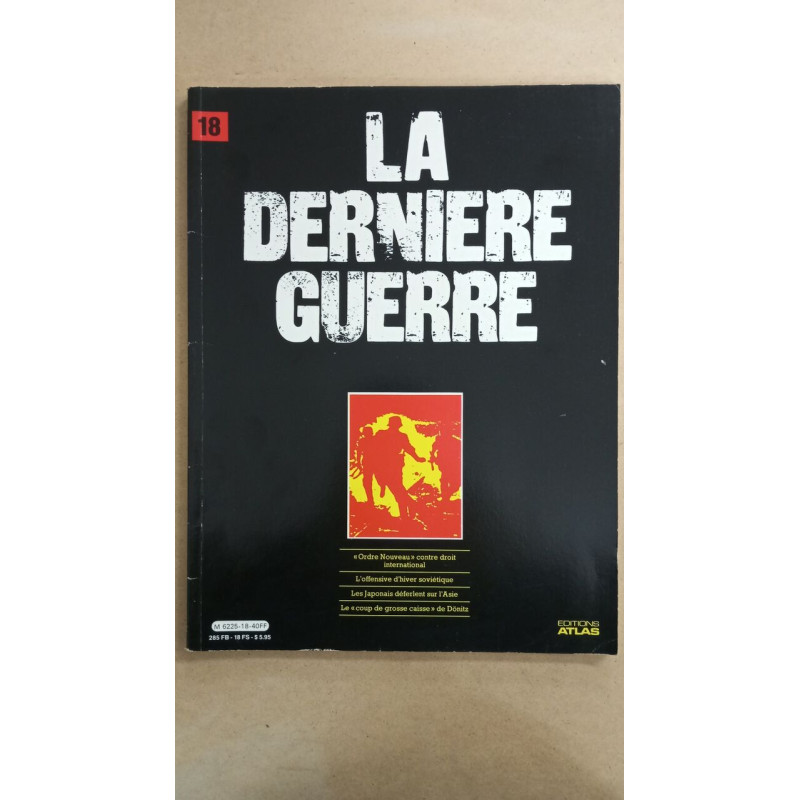 18
LA
DERNIERE
GUERRE
«Ordre Nouveau» contre droit
international
L'offensive d'hiver soviétique
Les Japonais déferlent sur l'Asie
Le «coup de grosse caisse» de Dönitz
M 6225-18-40FF
285 FB - 18 FS - $ 5.95
EDITIONS
ATLAS